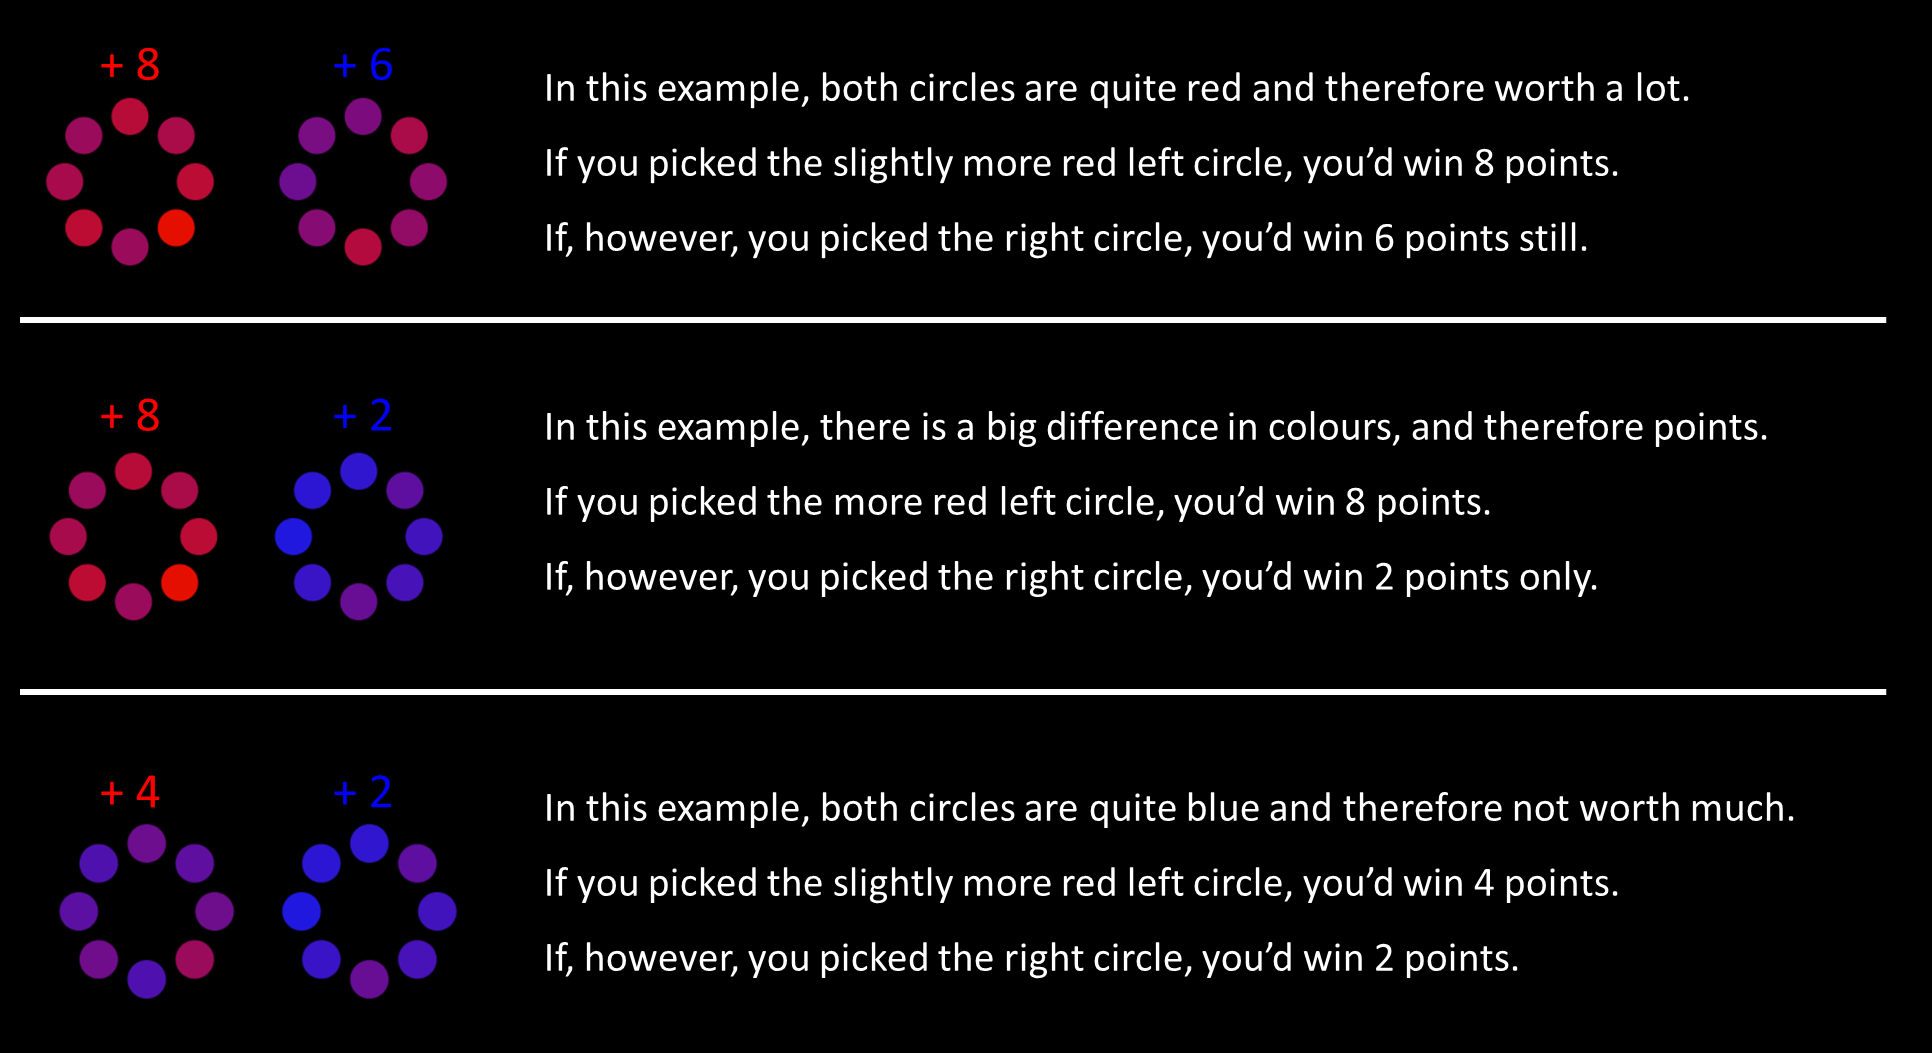 + 8 + 6
In this example, both circles are quite red and therefore worth a lot.
If you picked the slightly more red left circle, you’d win 8 points.
If, however, you picked the right circle, you’d win 6 points still.
+ 8 + 2
In this example, there is a big difference in colours, and therefore points.
If you picked the more red left circle, you’d win 8 points.
If, however, you picked the right circle, you’d win 2 points only.
+ 4 + 2
In this example, both circles are quite blue and therefore not worth much.
If you picked the slightly more red left circle, you’d win 4 points.
If, however, you picked the right circle, you’d win 2 points.